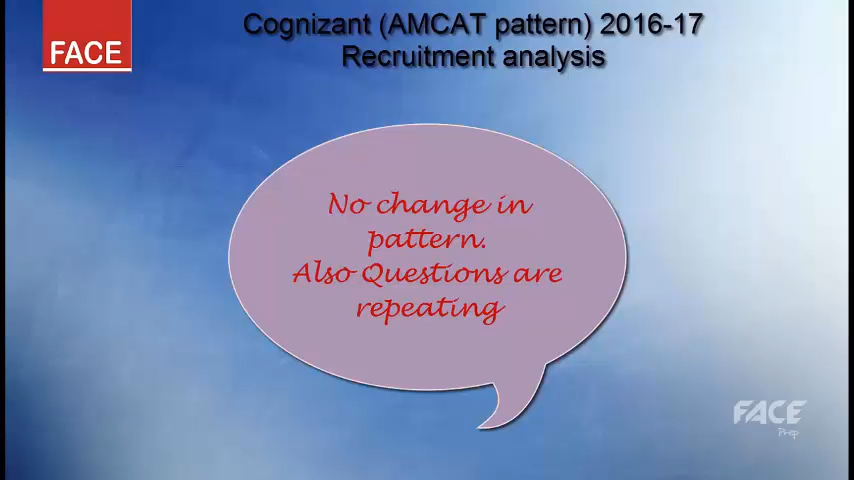 FACE
Cognizant (AMCAT pattern) 2016-17
Recruitment analysis
No change in
pattern.
Also Questions are
repeating
FACE
Prep